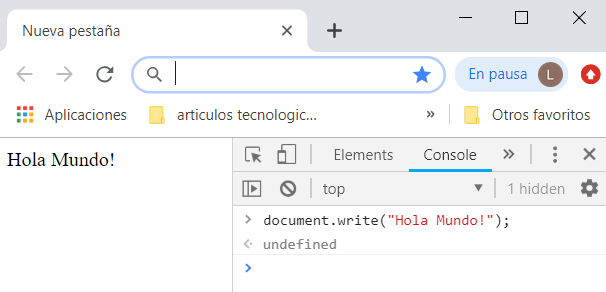 Nueva pestaña
En pausa L
Aplicaciones articulos tecnologic... » Otros favoritos
Hola Mundo!
Elements Console »
top 1 hidden
> document.write("Hola Mundo!");
undefined
>